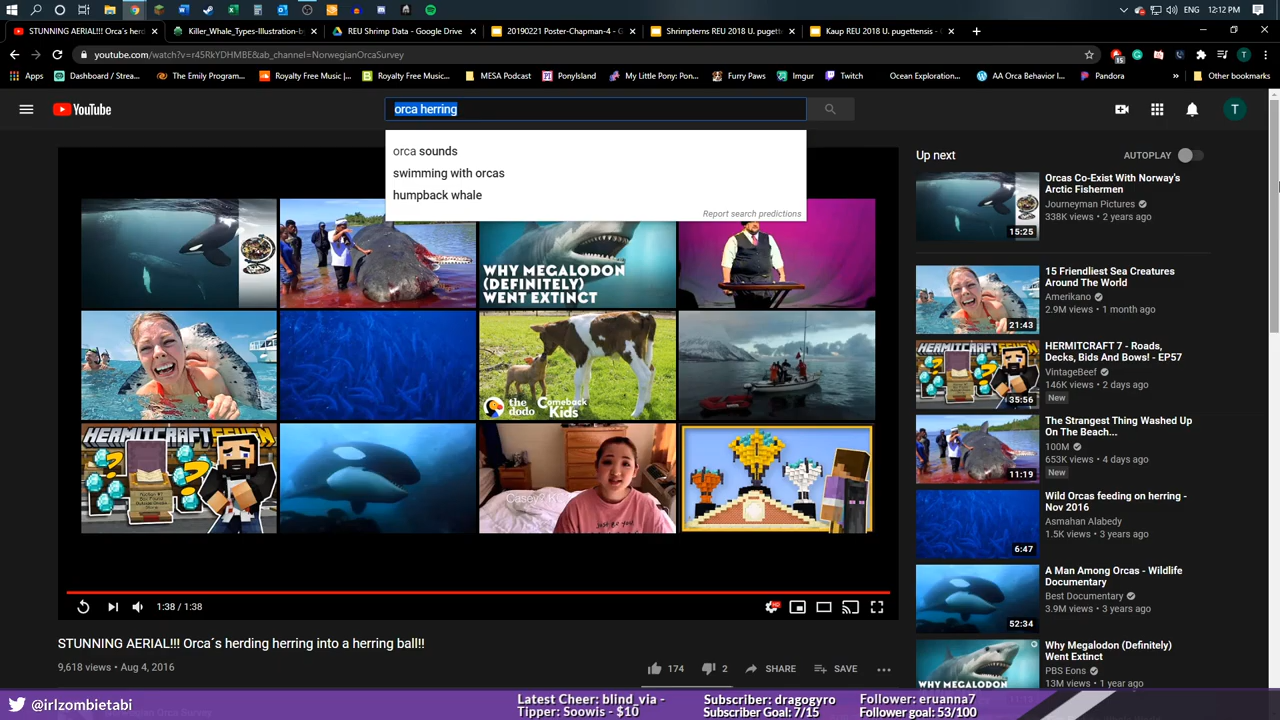 ENG 12:12 PM
STUNNING AERIAL!!! Orca´s herd
Killer_Whale_Types-Illustration-b
REU Shrimp Data - Google Drive
20190221 Poster-Chapman-4 - G
Shrimpterns REU 2018 U. pugett
Kaup REU 2018 U. pugettensis -
youtube.com/watch?v=r45RkYDHMBE&ab_channel=NorwegianOrcaSurvey
15
T
Apps
Dashboard / Strea...
The Emily Program...
Royalty Free Music |...
Royalty Free Music...
MESA Podcast
PonyIsland
My Little Pony: Pon...
Furry Paws
Imgur
Twitch
Ocean Exploration...
AA Orca Behavior I...
Pandora
»
Other bookmarks
YouTube
orca herring
T
orca sounds
swimming with orcas
humpback whale
Report search predictions
WHY MEGALODON
(DEFINITELY)
WENT EXTINCT
the
dodo
Comeback
Kids
HERMITCRAFT SEVEN
Casey / KC
1:38 / 1:38
HD
STUNNING AERIAL!!! Orca´s herding herring into a herring ball!!
9,618 views • Aug 4, 2016
174
2
SHARE
SAVE
Up next
AUTOPLAY
15:25
Orcas Co-Exist With Norway's
Arctic Fishermen
Journeyman Pictures
338K views • 2 years ago
21:43
15 Friendliest Sea Creatures
Around The World
Amerikano
2.9M views • 1 month ago
35:56
HERMITCRAFT 7 - Roads,
Decks, Bids And Bows! - EP57
VintageBeef
146K views • 2 days ago
New
11:19
The Strangest Thing Washed Up
On The Beach...
100M
653K views • 4 days ago
New
6:47
Wild Orcas feeding on herring -
Nov 2016
Asmahan Alabedy
1.5K views • 3 years ago
52:34
A Man Among Orcas - Wildlife
Documentary
Best Documentary
3.9M views • 3 years ago
WHY MEGALODON
(DEFINITELY)
Why Megalodon (Definitely)
Went Extinct
PBS Eons
13M views • 1 year ago
@irlzombietabi
Latest Cheer: blind_via -
Tipper: Soowis - $10
Subscriber: dragogyro
Subscriber Goal: 7/15
Follower: eruanna7
Follower goal: 53/100